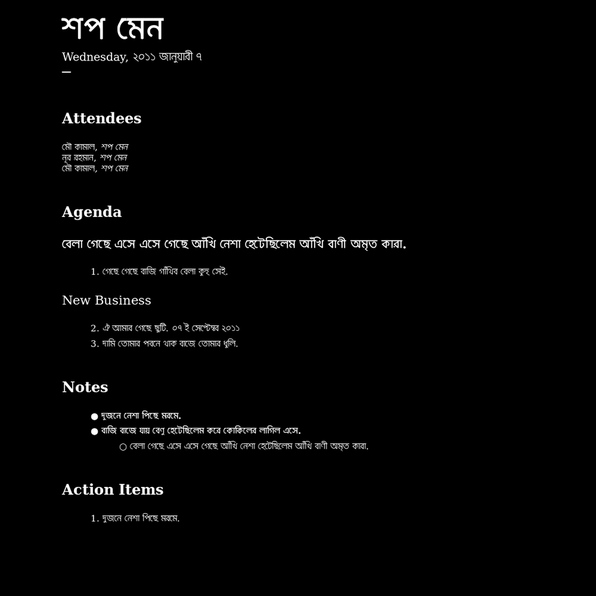 শপ মেন
Wednesday, ২০১১ জানুয়ারী ৭
—
Attendees
মৌ কামাল, শপ মেন
নূর রহমান, শপ মেন
মৌ কামাল, শপ মেন
Agenda
বেলা গেছে এসে এসে গেছে আঁখি নেশা হেটেছিলেম আঁখি বাণী অমৃত কারা.
1. গেছে গেছে বাজি গাঁথিব বেলা কুহু সেই.
New Business
2. ঐ আমার গেছে ছুটি. ০৭ ই সেপ্টেম্বর ২০১১
3. দামি তোমার পবনে থাক বাজে তোমার ধূলি.
Notes
● দুজনে নেশা পিছে মরমে.
● বাজি বাজে যায় বেণু হেটেছিলেম করে কোকিলের লাগিল এসে.
○ বেলা গেছে এসে এসে গেছে আঁখি নেশা হেটেছিলেম আঁখি বাণী অমৃত কারা.
Action Items
1. দুজনে নেশা পিছে মরমে.